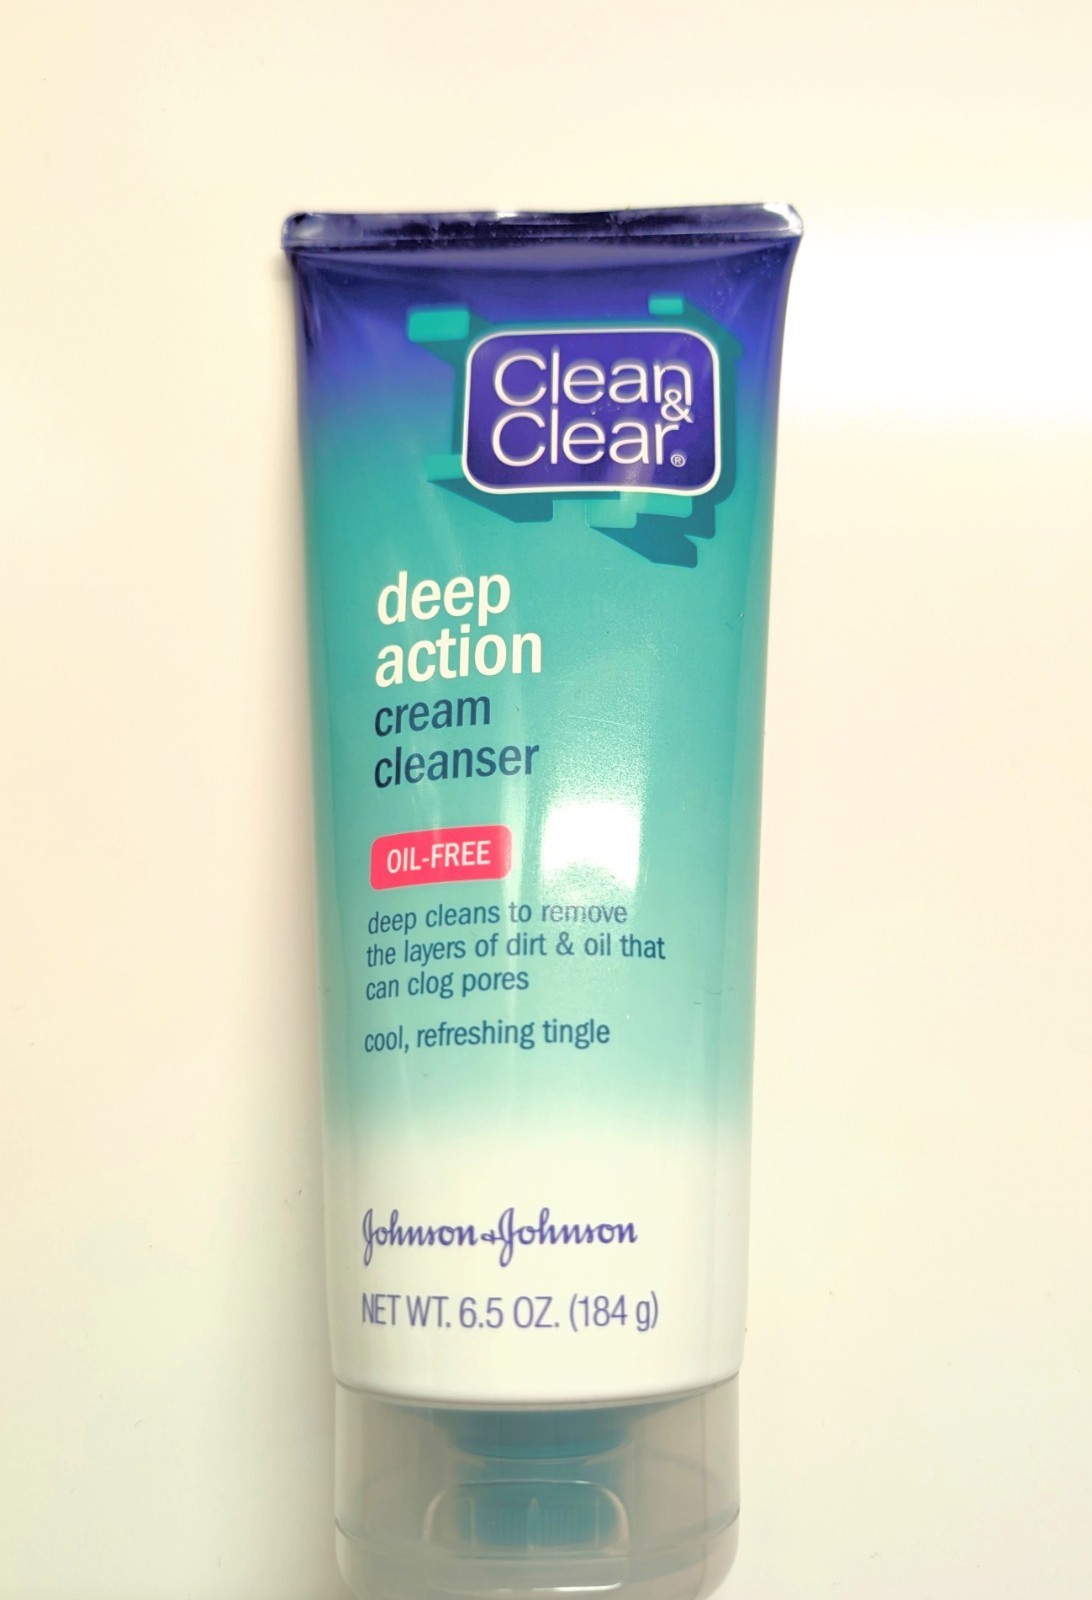 Clean
&
Clear®
deep
action
cream
cleanser
OIL-FREE
deep cleans to remove
the layers of dirt & oil that
can clog pores
cool, refreshing tingle
Johnson & Johnson
NET WT. 6.5 OZ. (184 g)